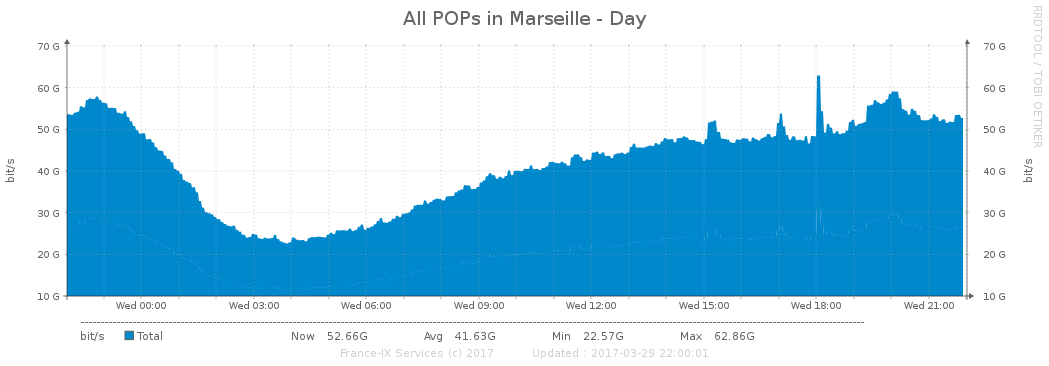 All POPs in Marseille - Day
RRDTOOL / TOBI OETIKER
bit/s
70 G
60 G
50 G
40 G
30 G
20 G
10 G
70 G
60 G
50 G
40 G
30 G
20 G
10 G
bit/s
Wed 00:00 Wed 03:00 Wed 06:00 Wed 09:00 Wed 12:00 Wed 15:00 Wed 18:00 Wed 21:00
bit/s Total Now 52.66G Avg 41.63G Min 22.57G Max 62.86G
France-IX Services (c) 2017 Updated : 2017-03-29 22:00:01